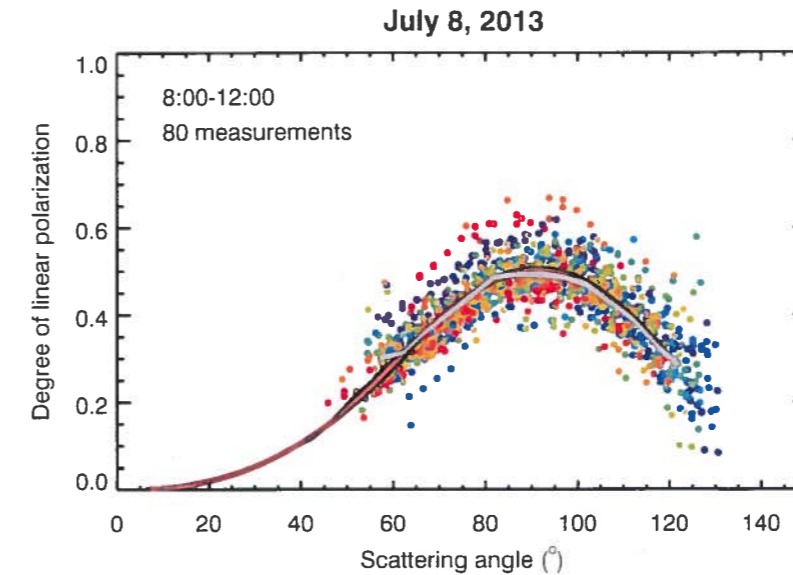 July 8, 2013
8:00-12:00
80 measurements
Degree of linear polarization
1.0
0.8
0.6
0.4
0.2
0.0
0 20 40 60 80 100 120 140
Scattering angle (°)